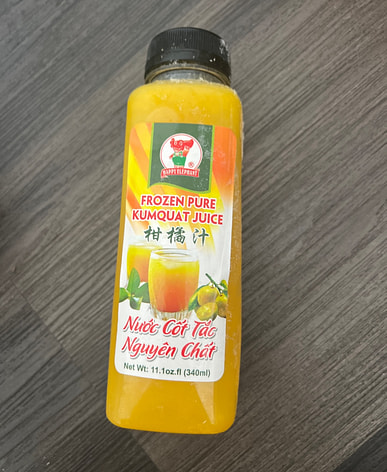 HAPPY ELEPHANT
®
FROZEN PURE
KUMQUAT JUICE
柑橘汁
Nước Cốt Tắc
Nguyên Chất
Net Wt: 11.1oz.fl (340ml)